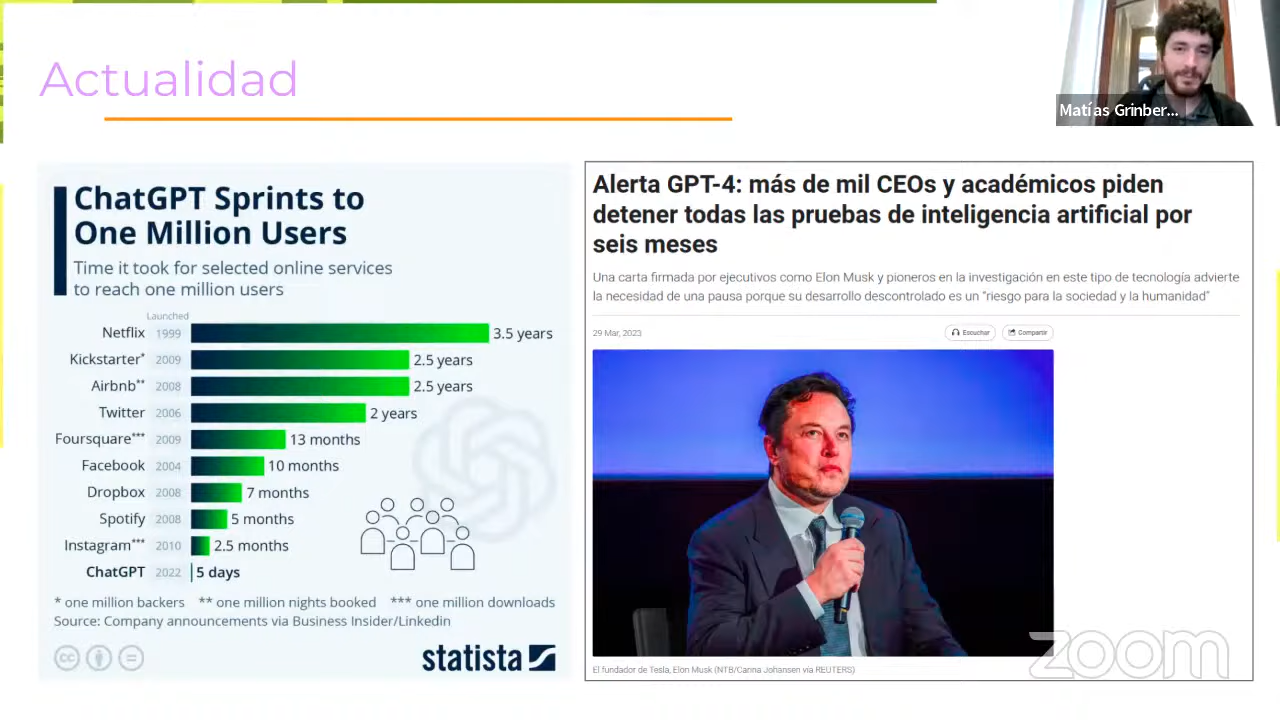 Actualidad
Matías Grinber...
ChatGPT Sprints to
One Million Users
Time it took for selected online services
to reach one million users
Launched
Netflix 1999 3.5 years
Kickstarter* 2009 2.5 years
Airbnb** 2008 2.5 years
Twitter 2006 2 years
Foursquare*** 2009 13 months
Facebook 2004 10 months
Dropbox 2008 7 months
Spotify 2008 5 months
Instagram*** 2010 2.5 months
ChatGPT 2022 5 days
* one million backers ** one million nights booked *** one million downloads
Source: Company announcements via Business Insider/Linkedin
cc
statista
Alerta GPT-4: más de mil CEOs y académicos piden
detener todas las pruebas de inteligencia artificial por
seis meses
Una carta firmada por ejecutivos como Elon Musk y pioneros en la investigación en este tipo de tecnología advierte
la necesidad de una pausa porque su desarrollo descontrolado es un "riesgo para la sociedad y la humanidad"
29 Mar, 2023
Escuchar
Compartir
El fundador de Tesla, Elon Musk (NTB/Carina Johansen via REUTERS)
zoom